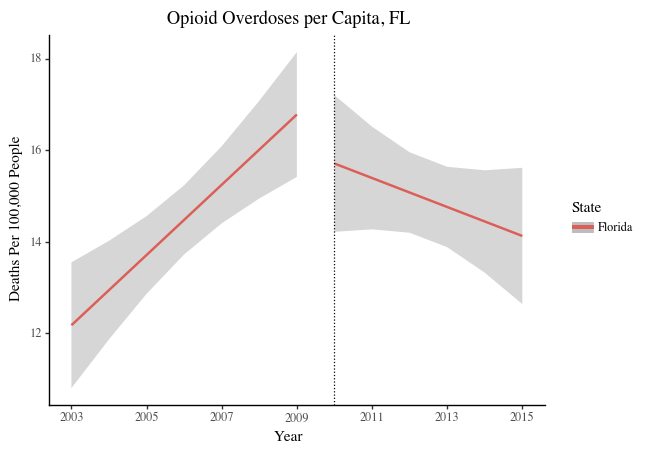 Opioid Overdoses per Capita, FL
Deaths Per 100,000 People
18
16
14
12
2003 2005 2007 2009 2011 2013 2015
Year
State
Florida